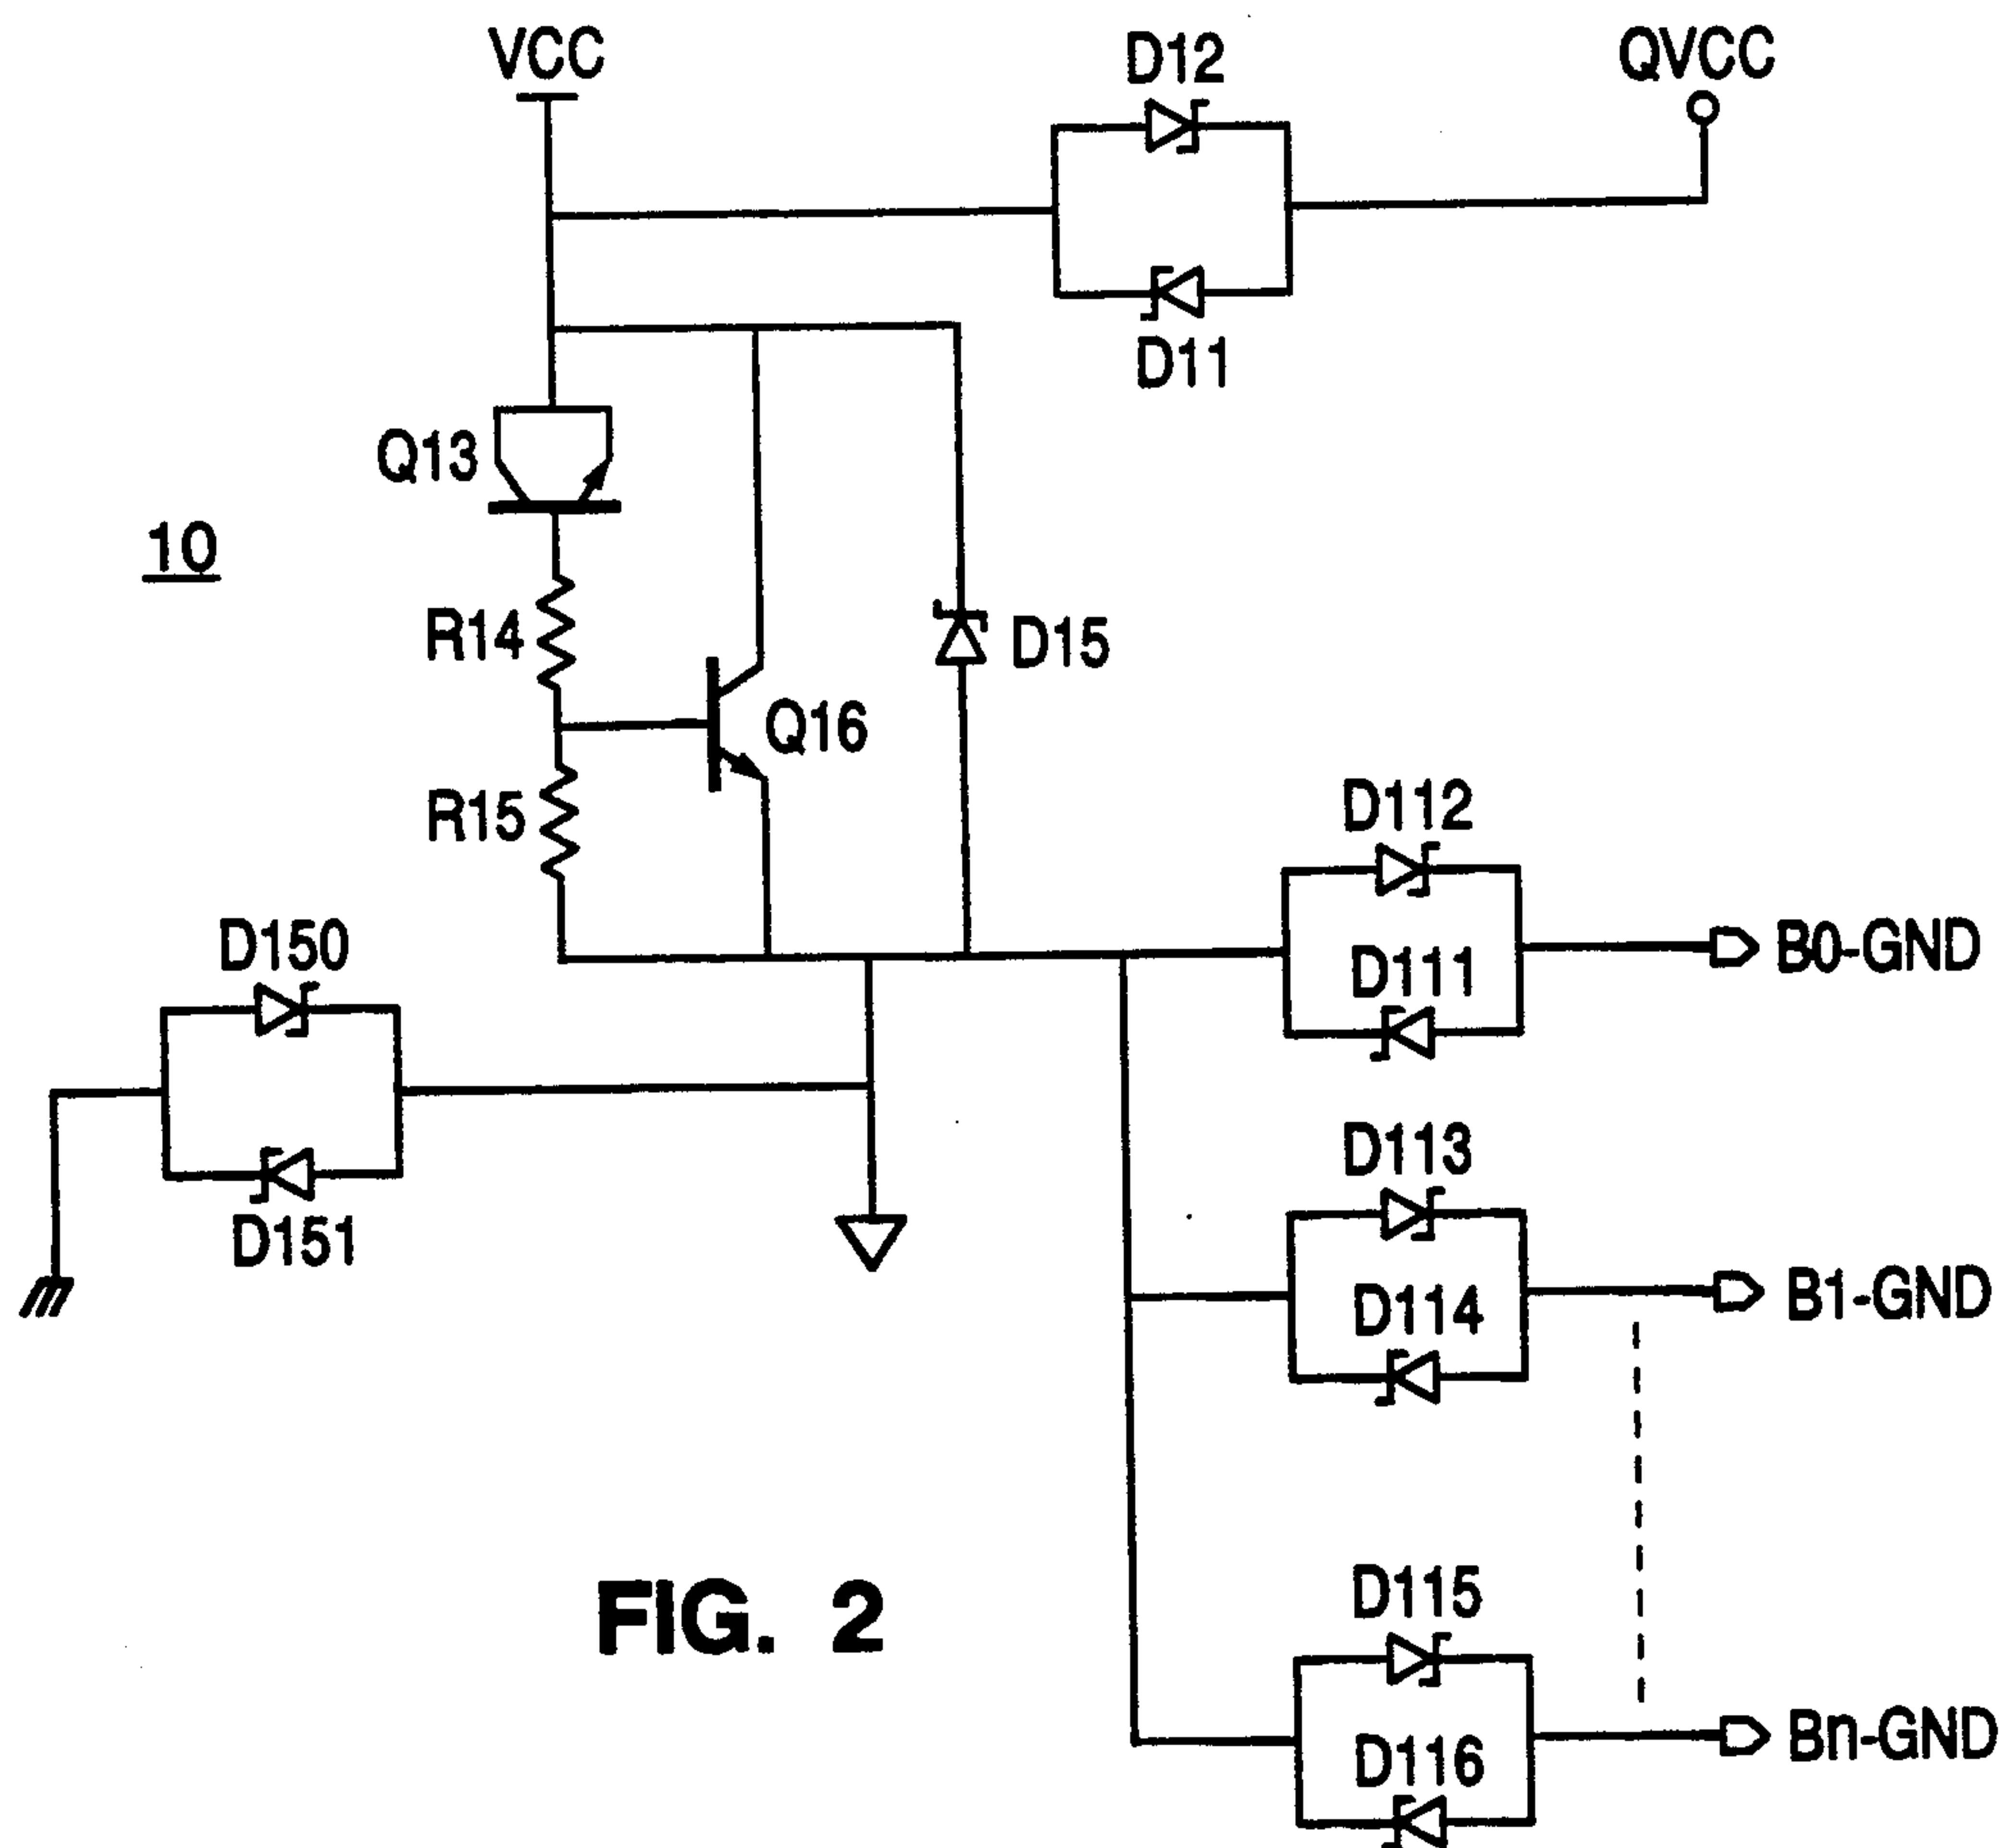 VCC
D12
QVCC
D11
Q13
10
R14
D15
Q16
R15
D112
D150
D111
B0-GND
D113
D151
D114
B1-GND
D115
FIG. 2
D116
Bn-GND